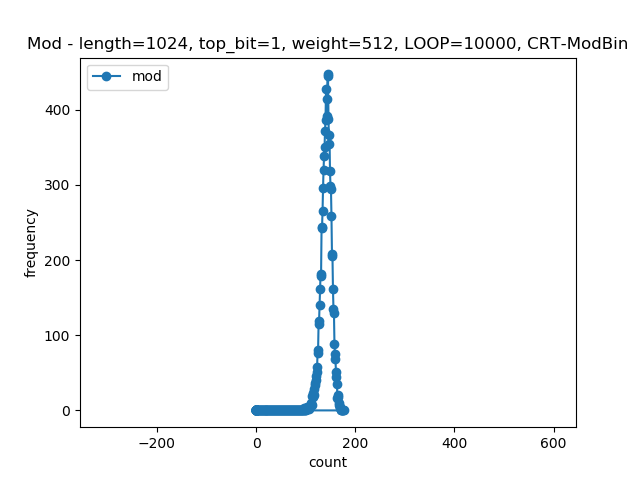 Mod - length=1024, top_bit=1, weight=512, LOOP=10000, CRT-ModBin
mod
400
300
200
100
0
frequency
−200
0
200
400
600
count